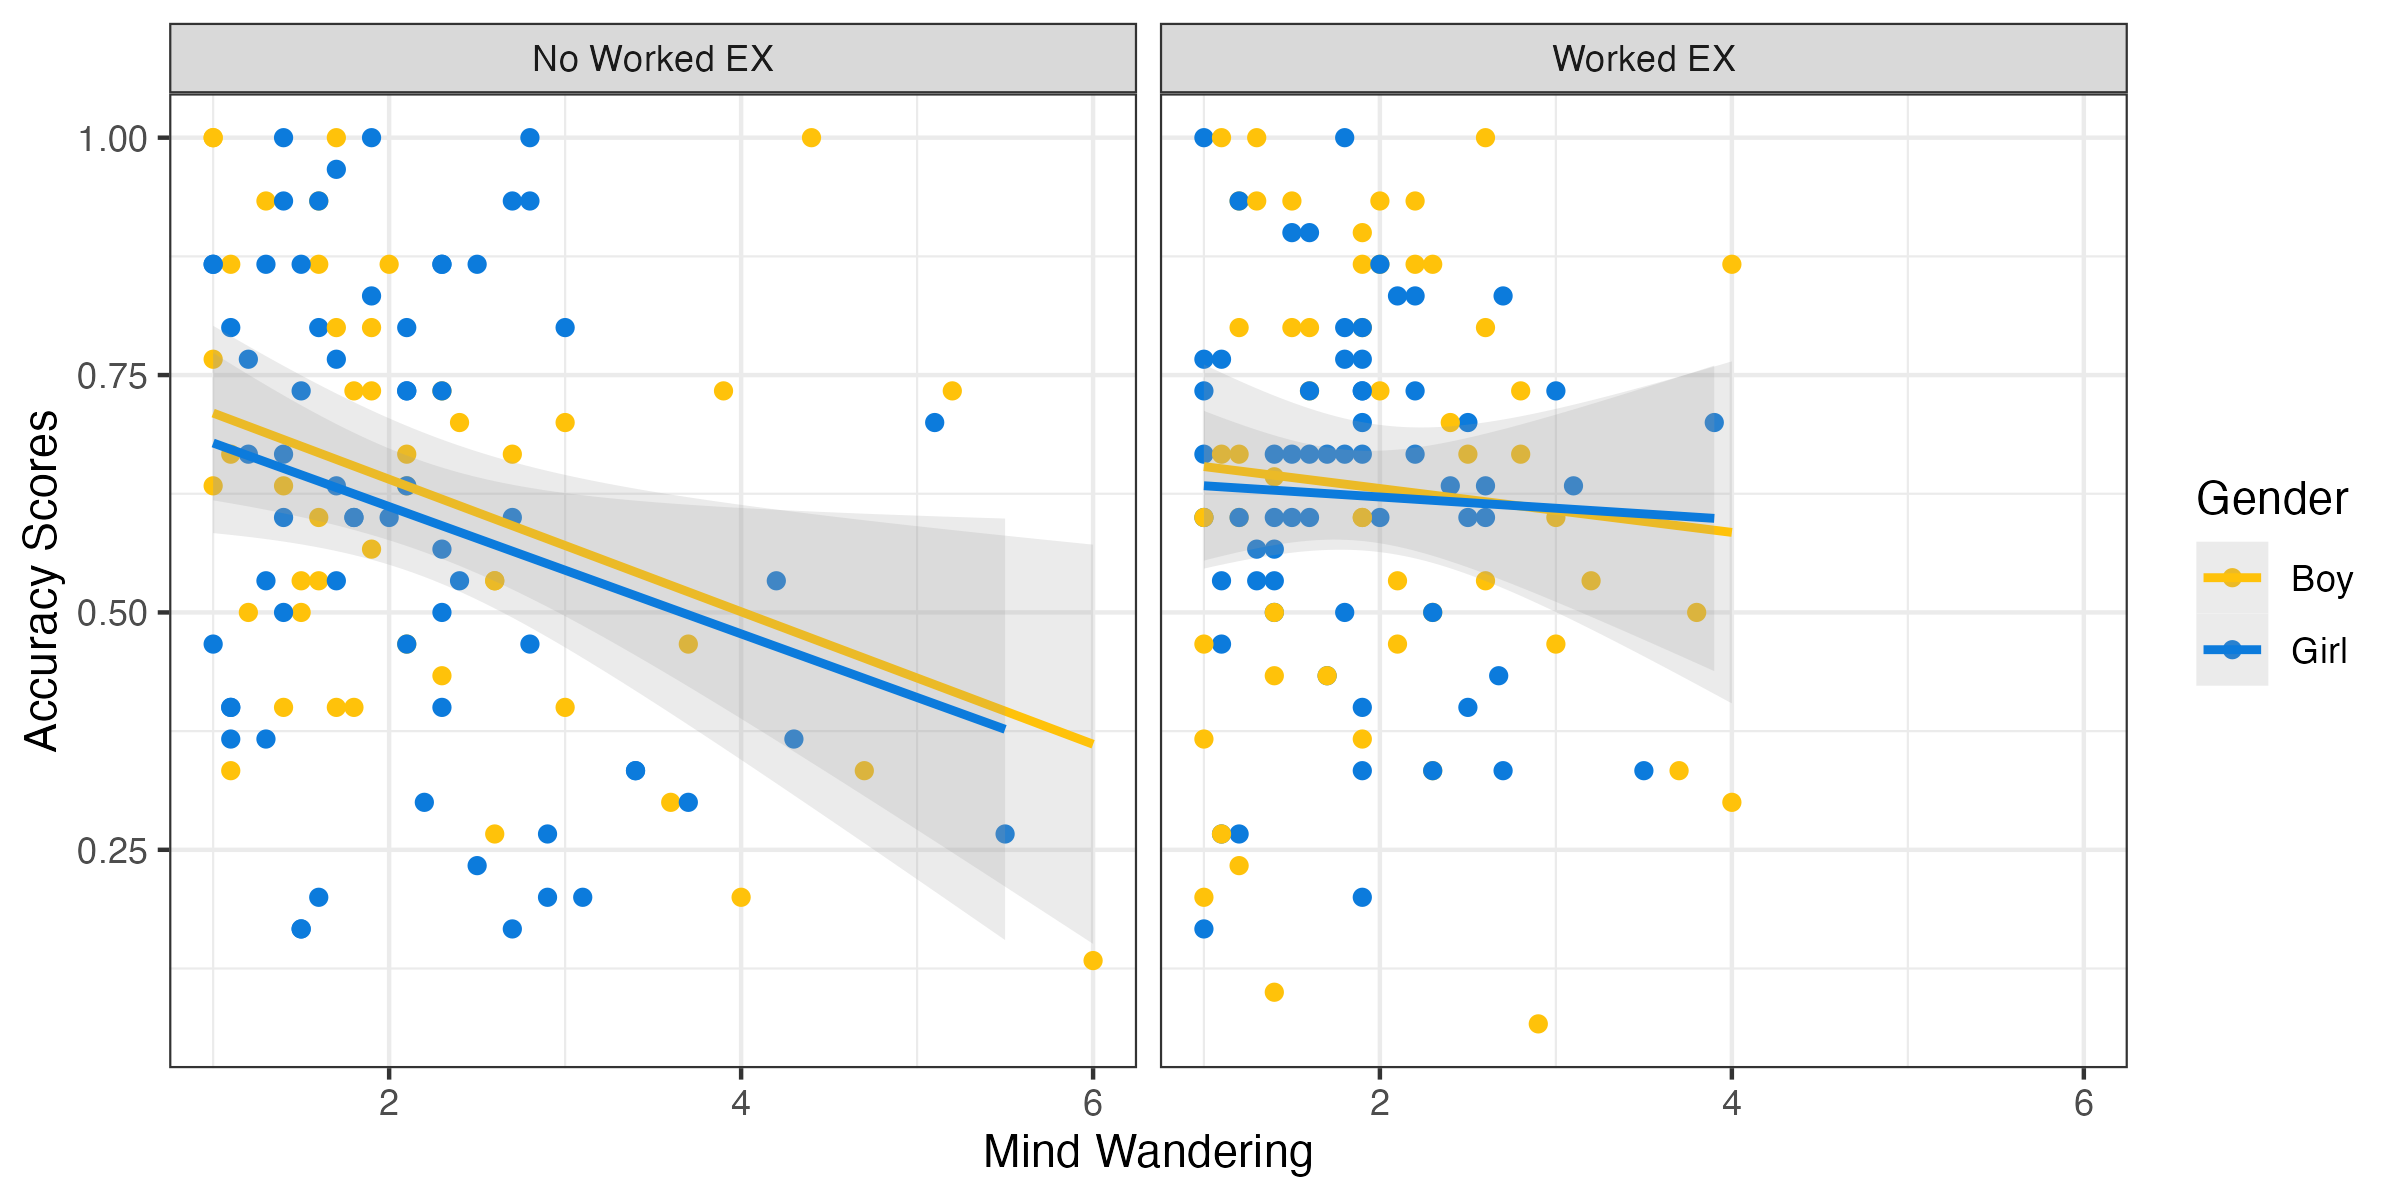 No Worked EX
Worked EX
1.00
0.75
0.50
0.25
Accuracy Scores
2
4
6
2
4
6
Mind Wandering
Gender
Boy
Girl